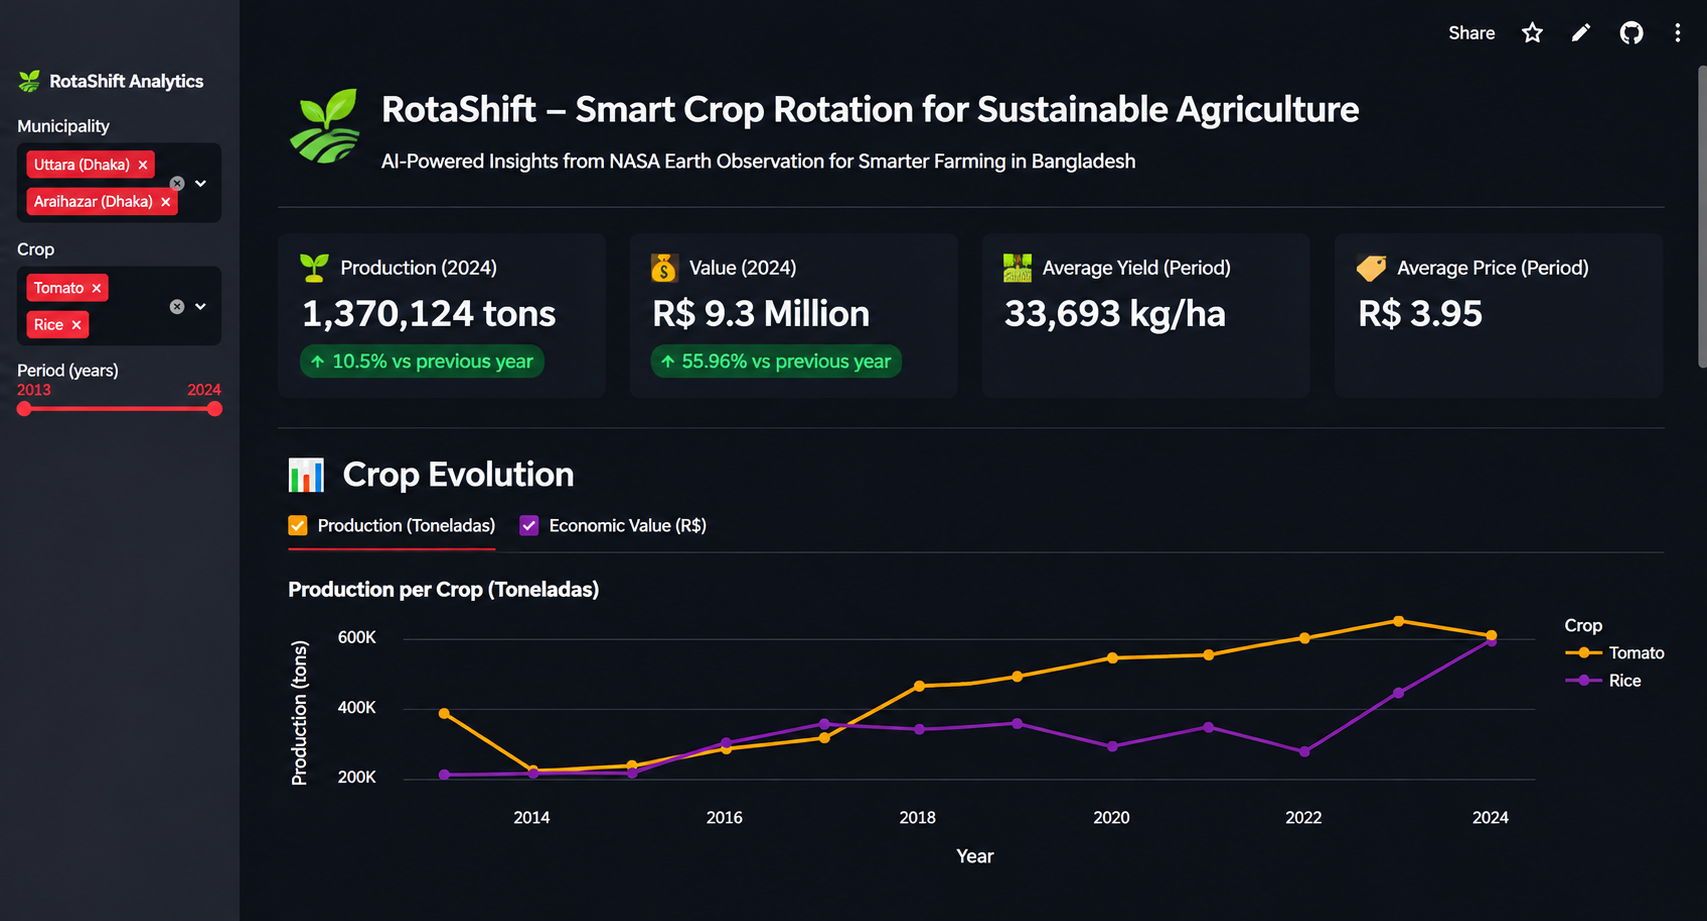 Share
RotaShift Analytics
Municipality
Uttara (Dhaka) ×
Araihazar (Dhaka) ×
Crop
Tomato ×
Rice ×
Period (years)
2013 2024
RotaShift – Smart Crop Rotation for Sustainable Agriculture
AI-Powered Insights from NASA Earth Observation for Smarter Farming in Bangladesh
Production (2024)
1,370,124 tons
↑ 10.5% vs previous year
$
Value (2024)
R$ 9.3 Million
↑ 55.96% vs previous year
Average Yield (Period)
33,693 kg/ha
Average Price (Period)
R$ 3.95
Crop Evolution
Production (Toneladas) Economic Value (R$)
Production per Crop (Toneladas)
Production (tons)
600K
400K
200K
2014 2016 2018 2020 2022 2024
Year
Crop
Tomato
Rice